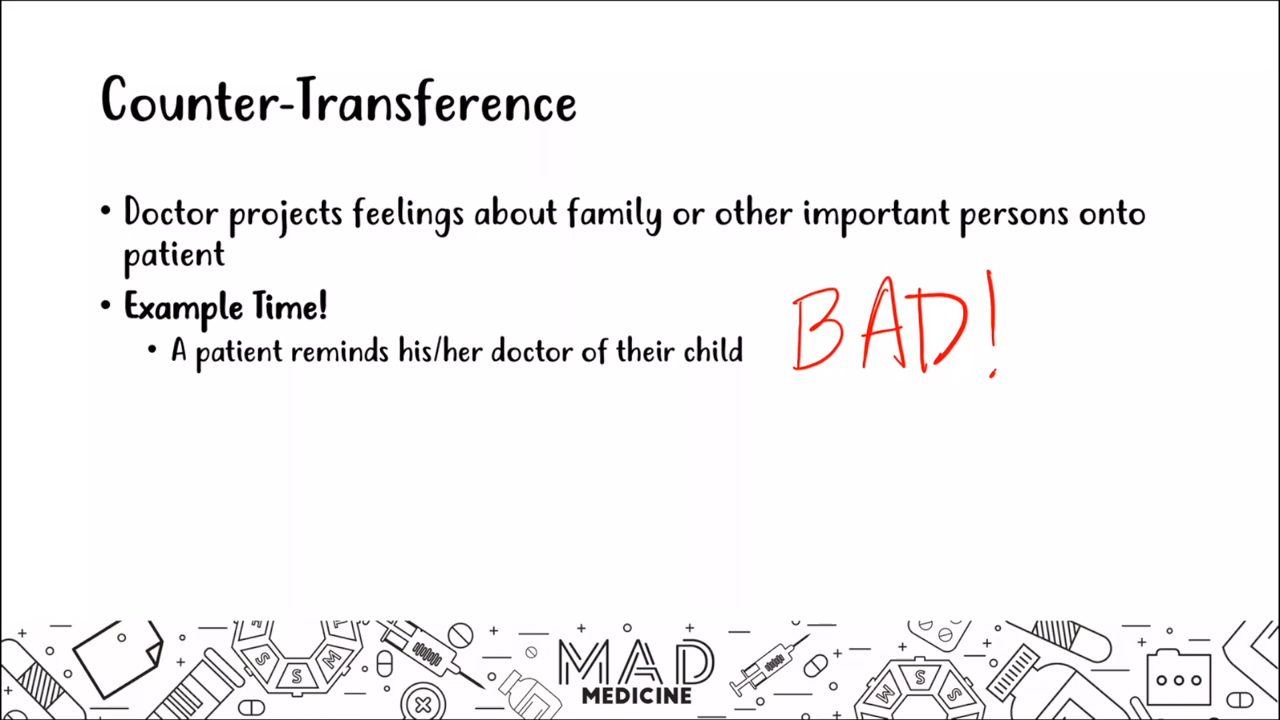 Counter-Transference
• Doctor projects feelings about family or other important persons onto
patient
• Example Time!
• A patient reminds his/her doctor of their child
BAD!
MAD
MEDICINE